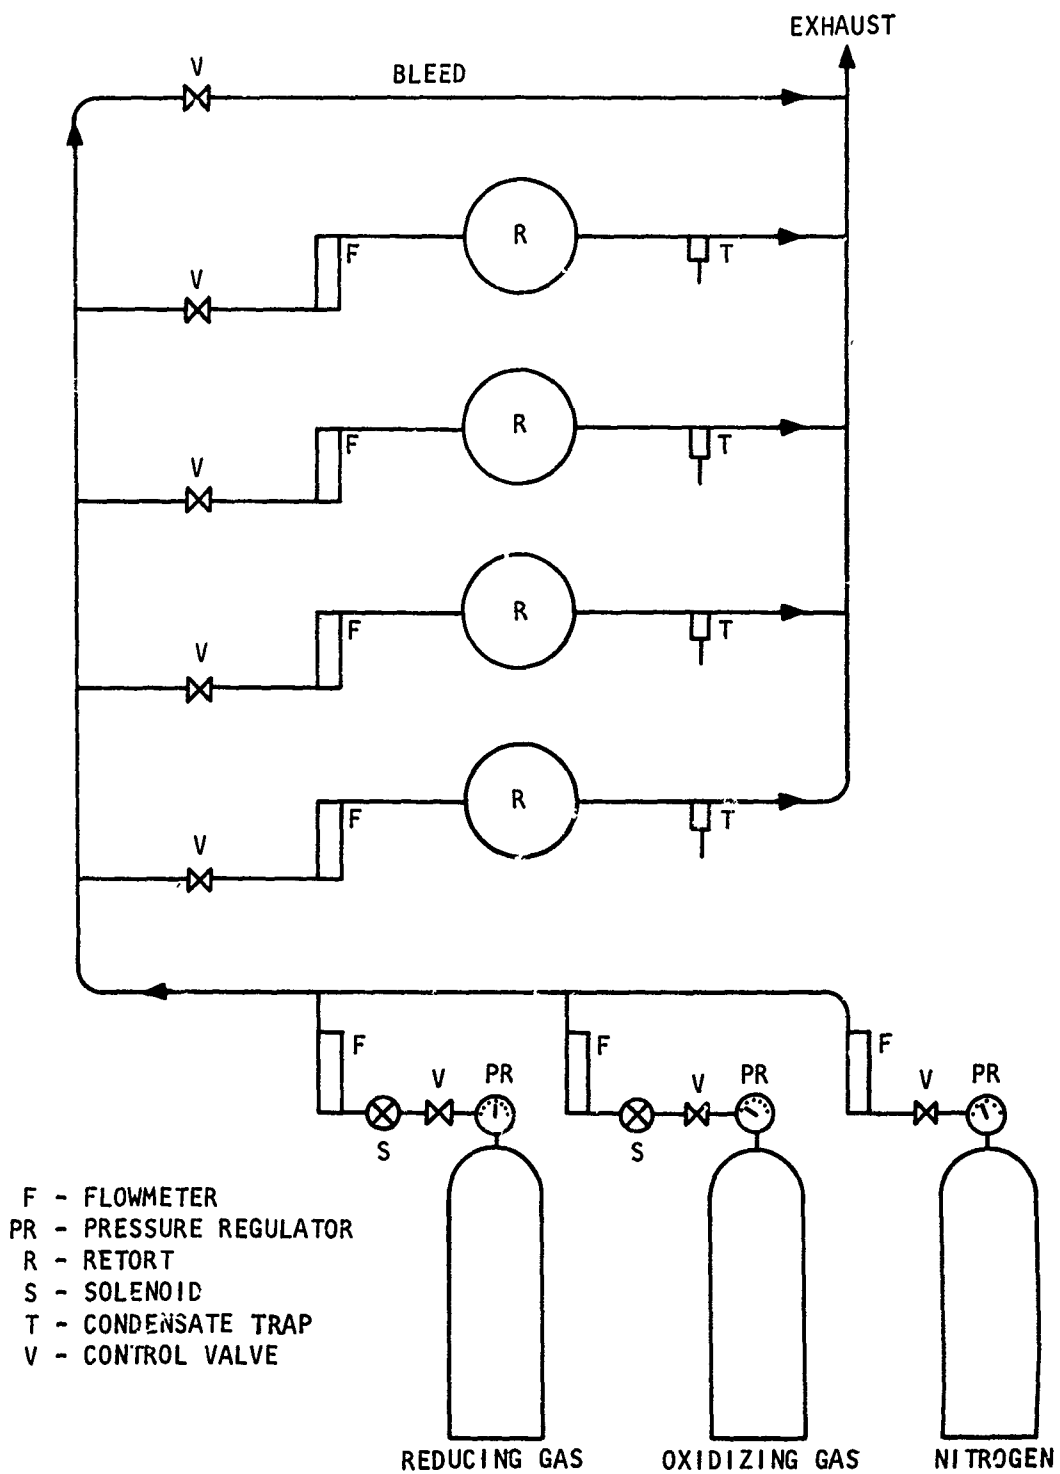 EXHAUST
V
BLEED
R
F
T
V
R
F
T
V
R
F
T
V
R
F
T
V
F
F
F
V
PR
V
PR
V
PR
S
S
F - FLOWMETER
PR - PRESSURE REGULATOR
R - RETORT
S - SOLENOID
T - CONDENSATE TRAP
V - CONTROL VALVE
REDUCING GAS
OXIDIZING GAS
NITROGEN